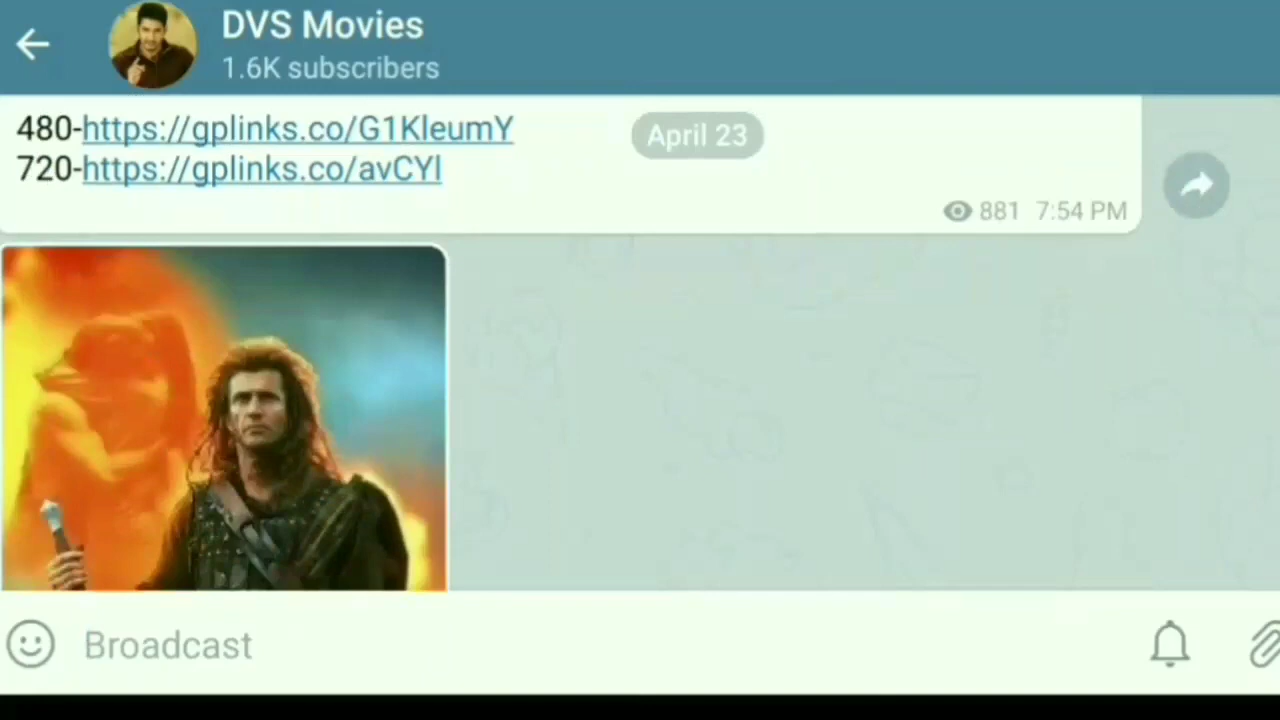 DVS Movies
1.6K subscribers
480-https://gplinks.co/G1KleumY
April 23
720-https://gplinks.co/avCYl
881 7:54 PM
Broadcast